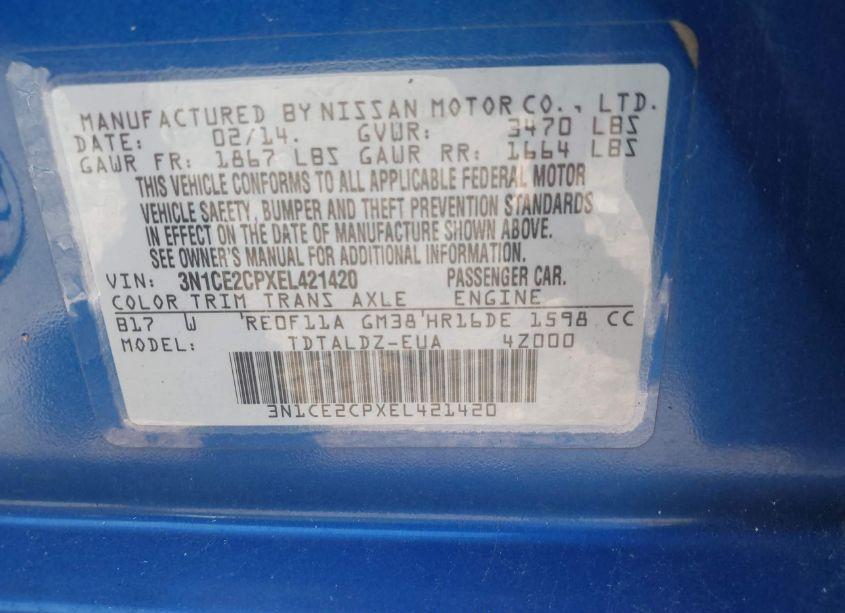 MANUFACTURED BY NISSAN MOTOR CO., LTD.
DATE: 02/14. GVWR: 3470 LBS
GAWR FR: 1867 LBS GAWR RR: 1664 LBS
THIS VEHICLE CONFORMS TO ALL APPLICABLE FEDERAL MOTOR
VEHICLE SAFETY, BUMPER AND THEFT PREVENTION STANDARDS
IN EFFECT ON THE DATE OF MANUFACTURE SHOWN ABOVE.
SEE OWNER'S MANUAL FOR ADDITIONAL INFORMATION.
VIN: 3N1CE2CPXEL421420 PASSENGER CAR.
COLOR TRIM TRANS AXLE ENGINE
B17 W 'RE0F11A GM38'HR16DE 1598 CC
MODEL: TDTALDZ-EUA 4Z000
3N1CE2CPXEL421420